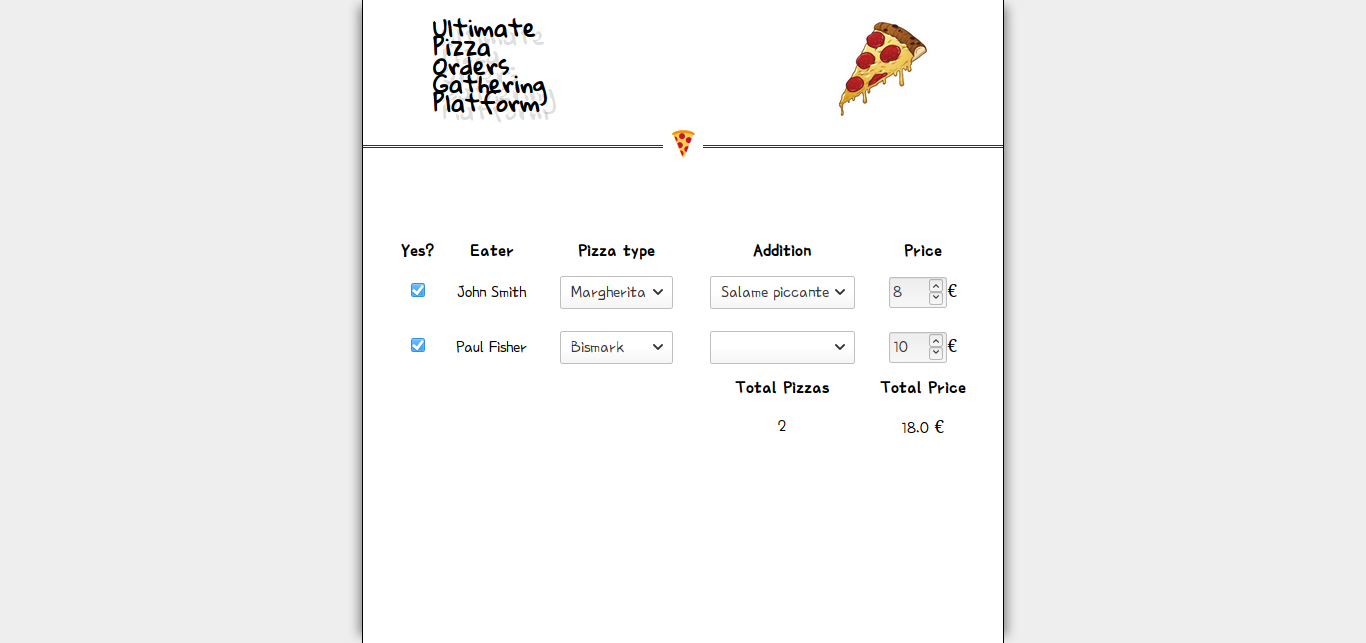 Ultimate
Pizza
Orders
Gathering
Platform
Yes? Eater Pizza type Addition Price
John Smith Margherita Salame piccante 8 €
Paul Fisher Bismark 10 €
Total Pizzas Total Price
2 18.0 €